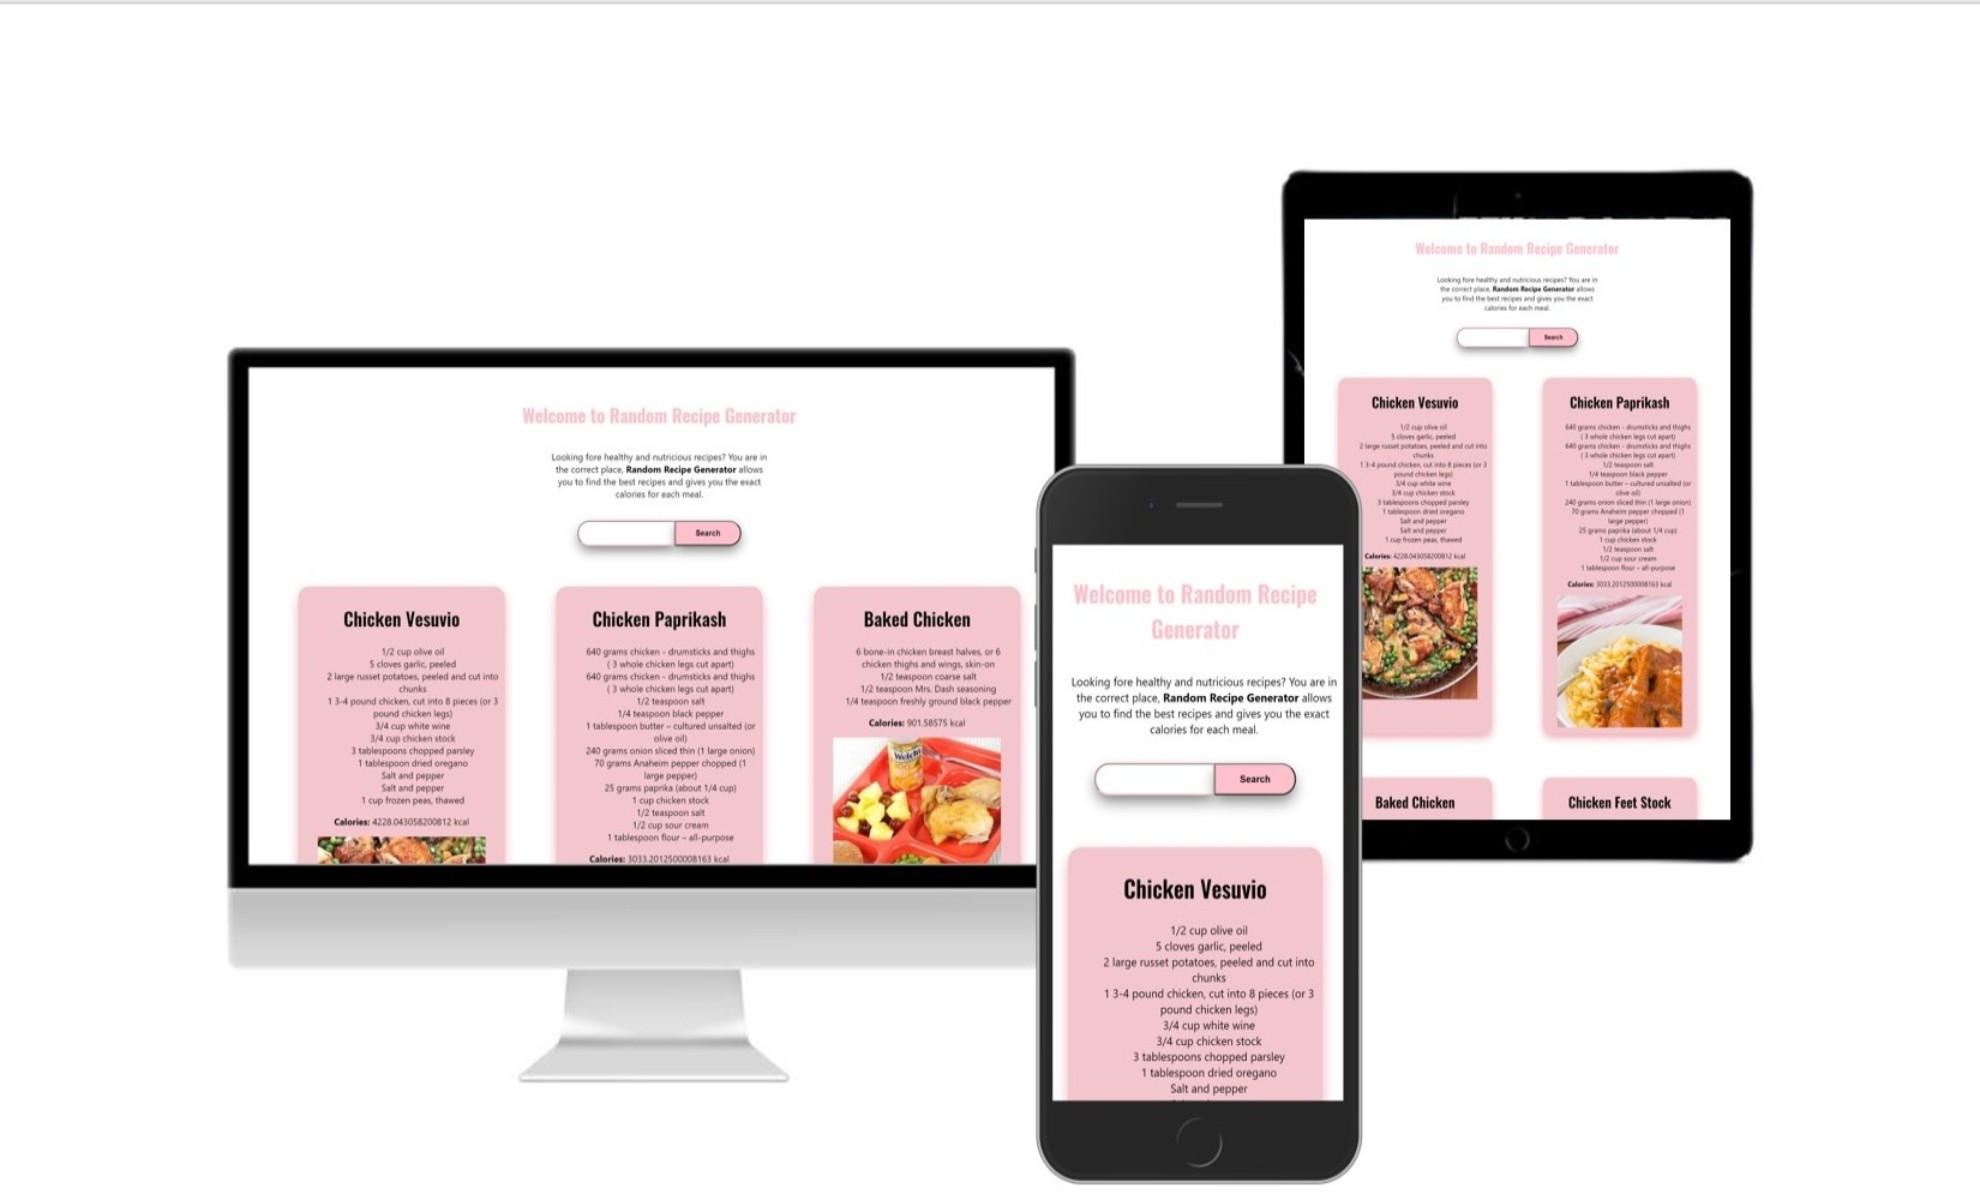 Welcome to Random Recipe Generator
Looking fore healthy and nutricious recipes? You are in
the correct place, Random Recipe Generator allows
you to find the best recipes and gives you the exact
calories for each meal.
Search
Chicken Vesuvio
1/2 cup olive oil
5 cloves garlic, peeled
2 large russet potatoes, peeled and cut into
chunks
1 3-4 pound chicken, cut into 8 pieces (or 3
pound chicken legs)
3/4 cup white wine
3/4 cup chicken stock
3 tablespoons chopped parsley
1 tablespoon dried oregano
Salt and pepper
Salt and pepper
1 cup frozen peas, thawed
Calories: 4228.043058200812 kcal
Chicken Paprikash
640 grams chicken - drumsticks and thighs
( 3 whole chicken legs cut apart)
640 grams chicken - drumsticks and thighs
( 3 whole chicken legs cut apart)
1/2 teaspoon salt
1/4 teaspoon black pepper
1 tablespoon butter – cultured unsalted (or
olive oil)
240 grams onion sliced thin (1 large onion)
70 grams Anaheim pepper chopped (1
large pepper)
25 grams paprika (about 1/4 cup)
1 cup chicken stock
1/2 teaspoon salt
1/2 cup sour cream
1 tablespoon flour – all-purpose
Calories: 3033.2012500008163 kcal
Baked Chicken
6 bone-in chicken breast halves, or 6
chicken thighs and wings, skin-on
1/2 teaspoon coarse salt
1/2 teaspoon Mrs. Dash seasoning
1/4 teaspoon freshly ground black pepper
Calories: 901.58575 kcal
Welch's
Welcome to Random Recipe
Generator
Looking fore healthy and nutricious recipes? You are in
the correct place, Random Recipe Generator allows
you to find the best recipes and gives you the exact
calories for each meal.
Search
Chicken Vesuvio
1/2 cup olive oil
5 cloves garlic, peeled
2 large russet potatoes, peeled and cut into
chunks
1 3-4 pound chicken, cut into 8 pieces (or 3
pound chicken legs)
3/4 cup white wine
3/4 cup chicken stock
3 tablespoons chopped parsley
1 tablespoon dried oregano
Salt and pepper
Welcome to Random Recipe Generator
Looking fore healthy and nutricious recipes? You are in
the correct place, Random Recipe Generator allows
you to find the best recipes and gives you the exact
calories for each meal.
Search
Chicken Vesuvio
1/2 cup olive oil
5 cloves garlic, peeled
2 large russet potatoes, peeled and cut into
chunks
1 3-4 pound chicken, cut into 8 pieces (or 3
pound chicken legs)
3/4 cup white wine
3/4 cup chicken stock
3 tablespoons chopped parsley
1 tablespoon dried oregano
Salt and pepper
Salt and pepper
1 cup frozen peas, thawed
Calories: 4228.043058200812 kcal
Chicken Paprikash
640 grams chicken - drumsticks and thighs
( 3 whole chicken legs cut apart)
640 grams chicken - drumsticks and thighs
( 3 whole chicken legs cut apart)
1/2 teaspoon salt
1/4 teaspoon black pepper
1 tablespoon butter – cultured unsalted (or
olive oil)
240 grams onion sliced thin (1 large onion)
70 grams Anaheim pepper chopped (1
large pepper)
25 grams paprika (about 1/4 cup)
1 cup chicken stock
1/2 teaspoon salt
1/2 cup sour cream
1 tablespoon flour – all-purpose
Calories: 3033.2012500008163 kcal
Baked Chicken
Chicken Feet Stock